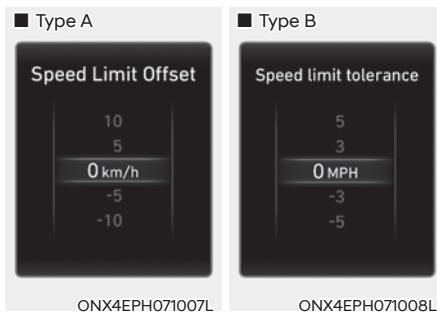 ■ Type A
Speed Limit Offset
10
5
0 km/h
-5
-10
ONX4EPH071007L
■ Type B
Speed limit tolerance
5
3
0 MPH
-3
-5
ONX4EPH071008L